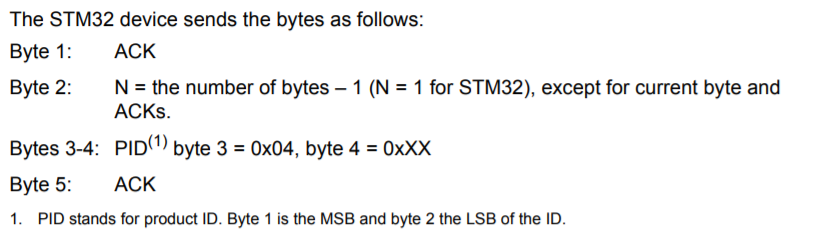 The STM32 device sends the bytes as follows:
Byte 1: ACK
Byte 2: N = the number of bytes – 1 (N = 1 for STM32), except for current byte and
ACKs.
Bytes 3-4: PID(1) byte 3 = 0x04, byte 4 = 0xXX
Byte 5: ACK
1. PID stands for product ID. Byte 1 is the MSB and byte 2 the LSB of the ID.